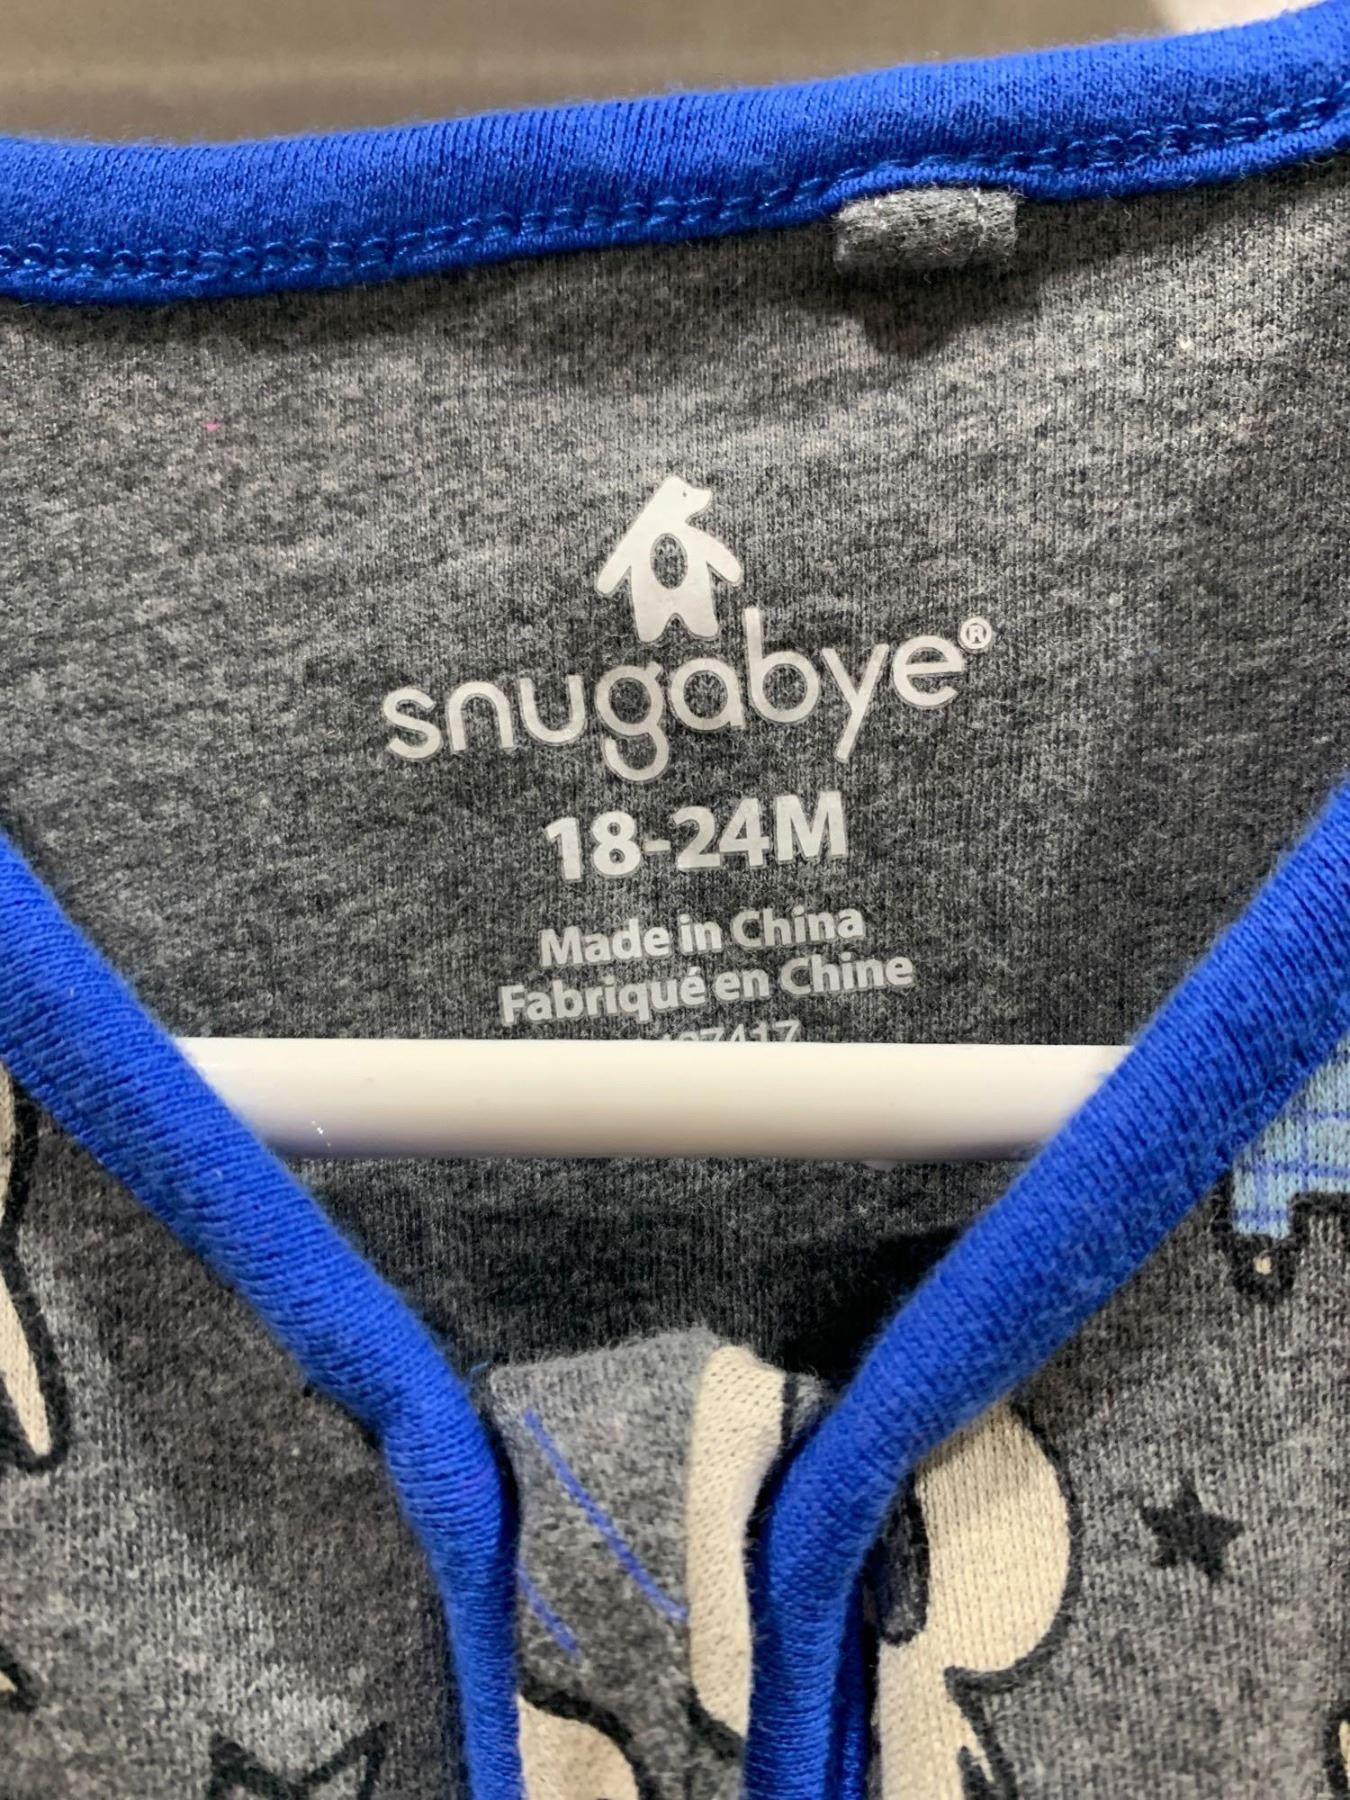 snugabye®
18-24M
Made in China
Fabriqué en Chine